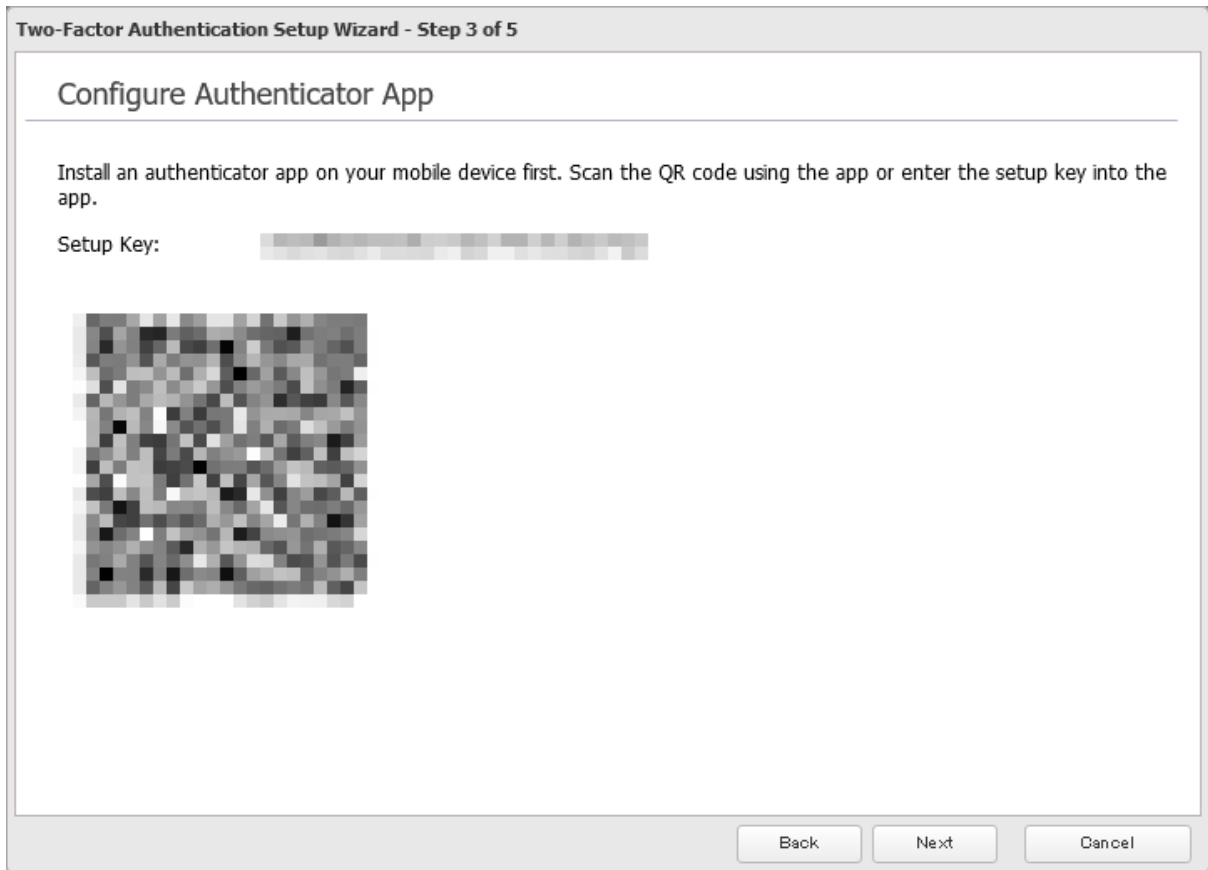 Two-Factor Authentication Setup Wizard - Step 3 of 5
Configure Authenticator App
Install an authenticator app on your mobile device first. Scan the QR code using the app or enter the setup key into the
app.
Setup Key:
Back
Next
Cancel